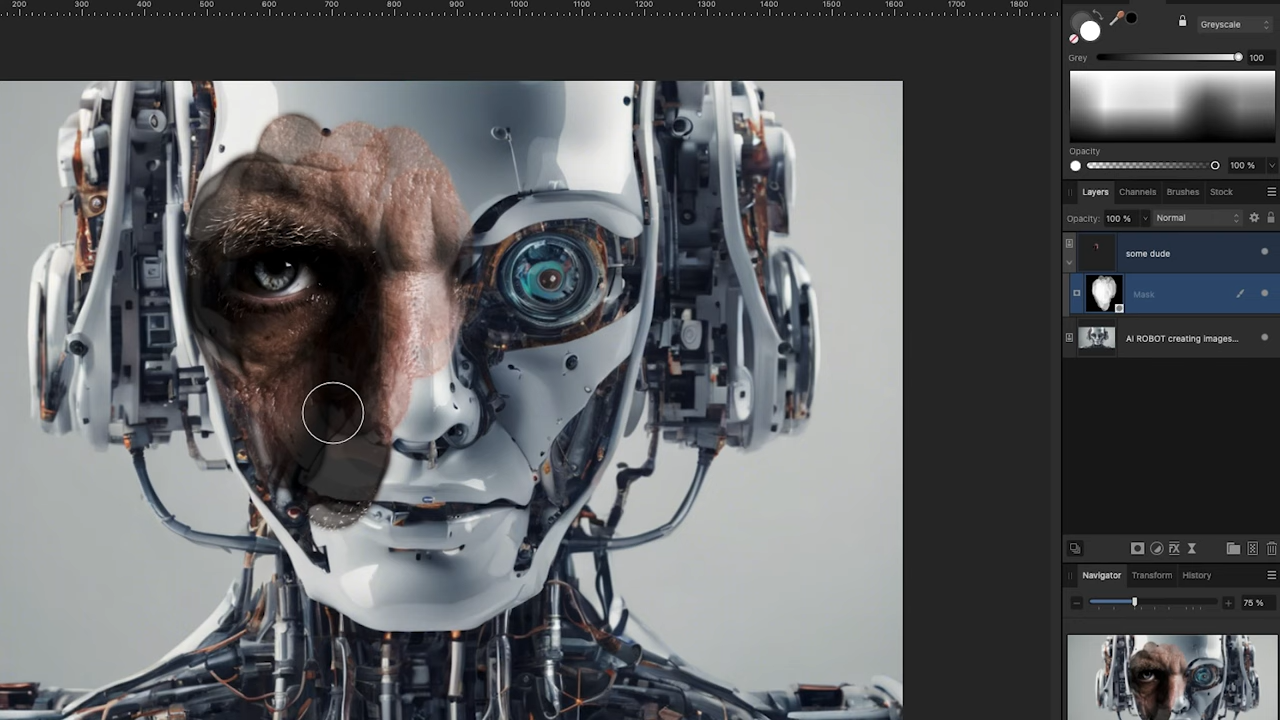 200 300 400 500 600 700 800 900 1000 1100 1200 1300 1400 1500 1600 1700 1800
Greyscale
Grey 100
Opacity
100 %
Layers Channels Brushes Stock
Opacity: 100 % Normal
some dude
Mask
AI ROBOT creating images...
Navigator Transform History
75 %